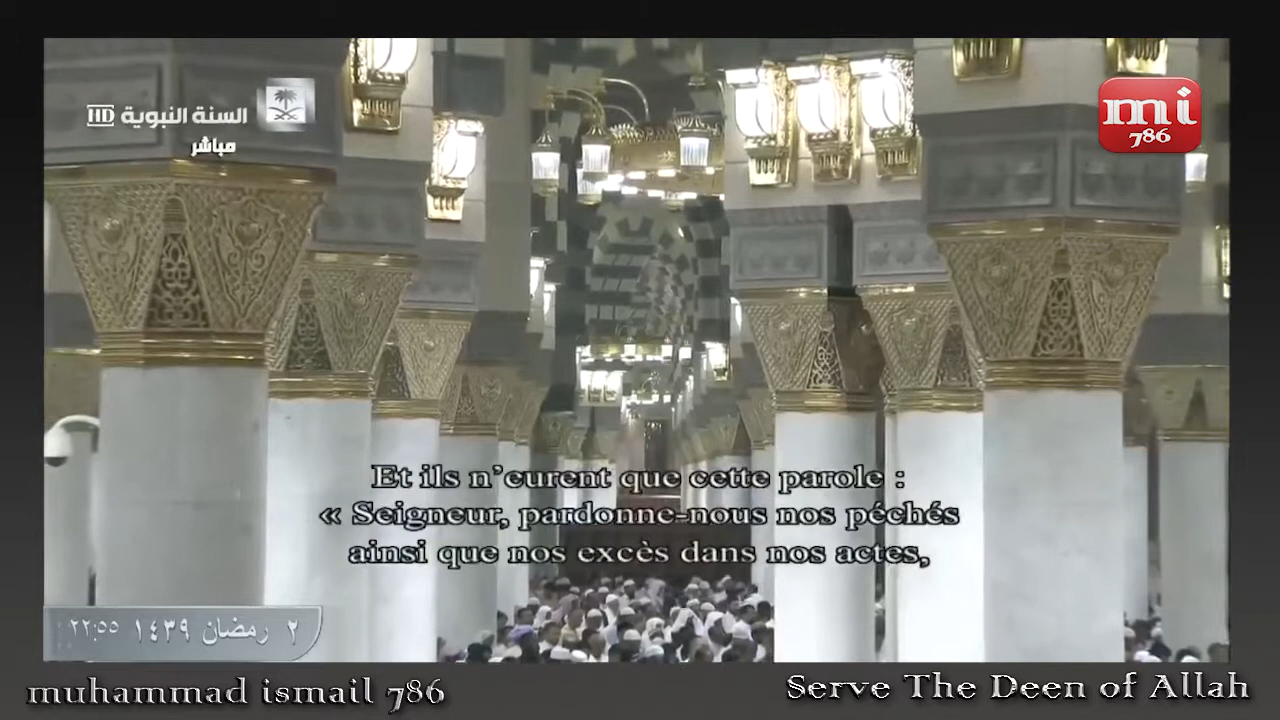 السنة النبوية HD
مباشر
mi
786
Et ils n'eurent que cette parole :
« Seigneur, pardonne-nous nos péchés
ainsi que nos excès dans nos actes,
٢ رمضان ١٤٣٩ ٢٢:٥٥
muhammad ismail 786
Serve The Deen of Allah